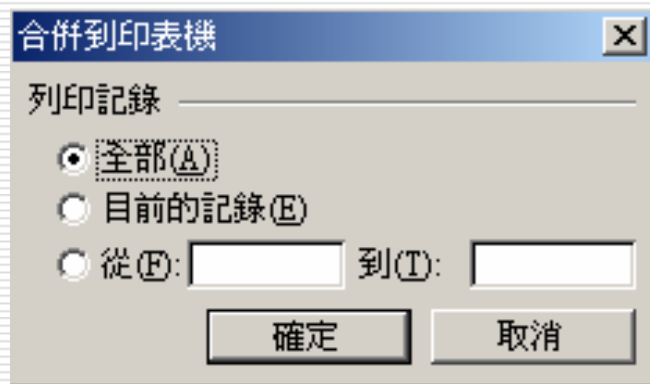 合併到印表機
列印記錄
全部(A)
目前的記錄(E)
從(F): 到(T):
確定 取消